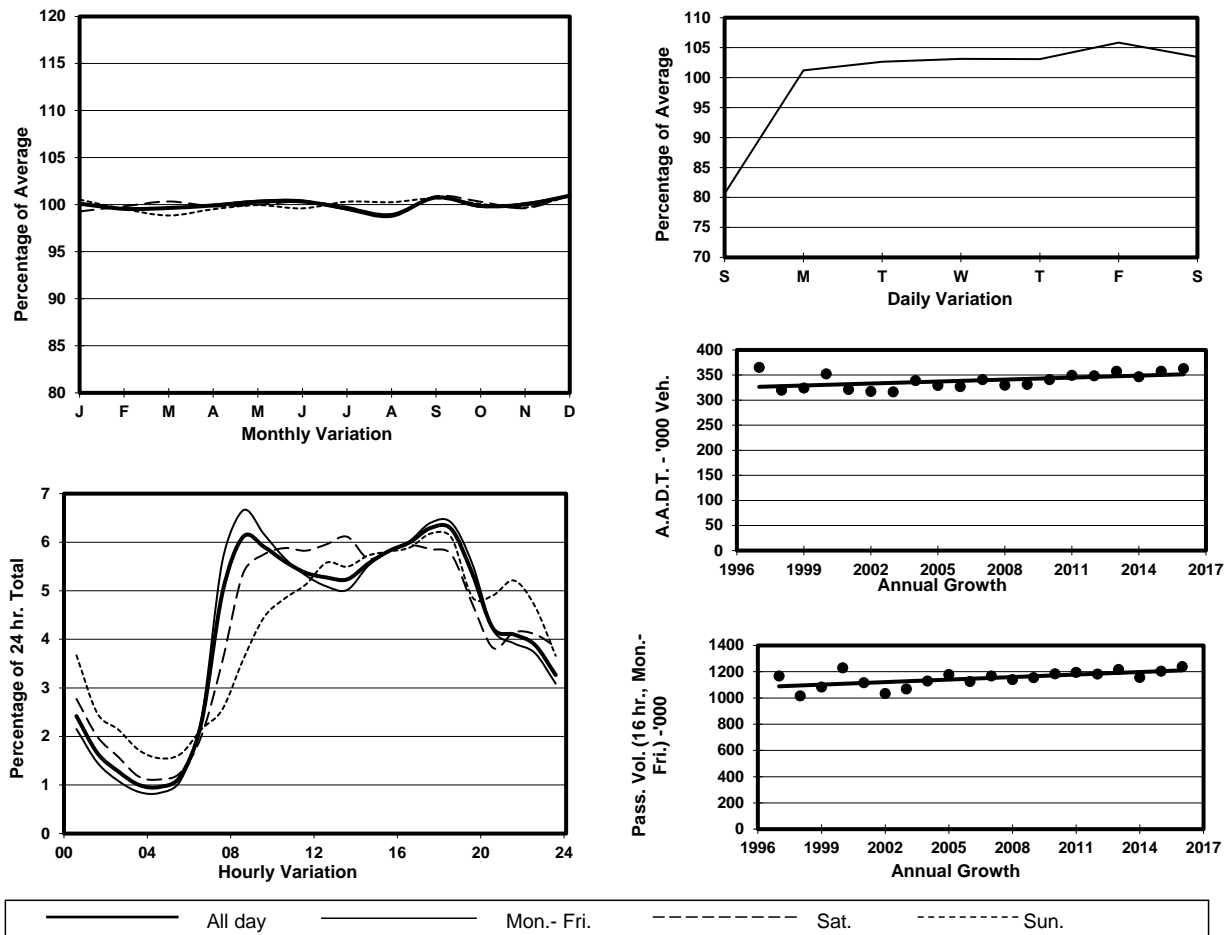 120
115
110
105
100
95
90
85
80
Percentage of Average
J F M A M J J A S O N D
Monthly Variation
110
105
100
95
90
85
80
75
70
Percentage of Average
S M T W T F S
Daily Variation
400
350
300
250
200
150
100
50
0
A.A.D.T. - '000 Veh.
1996 1999 2002 2005 2008 2011 2014 2017
Annual Growth
7
6
5
4
3
2
1
0
Percentage of 24 hr. Total
00 04 08 12 16 20 24
Hourly Variation
1400
1200
1000
800
600
400
200
0
Pass. Vol. (16 hr., Mon.-
Fri.) -'000
1996 1999 2002 2005 2008 2011 2014 2017
Annual Growth
All day Mon.- Fri. Sat. Sun.